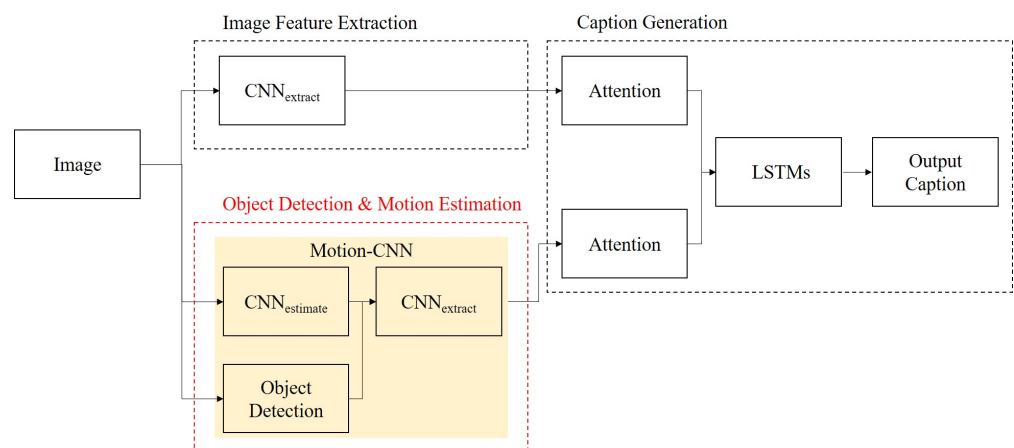 Image Feature Extraction
Caption Generation
CNNextract
Attention
Image
LSTMs
Output
Caption
Object Detection & Motion Estimation
Motion-CNN
Attention
CNNestimate
CNNextract
Object
Detection